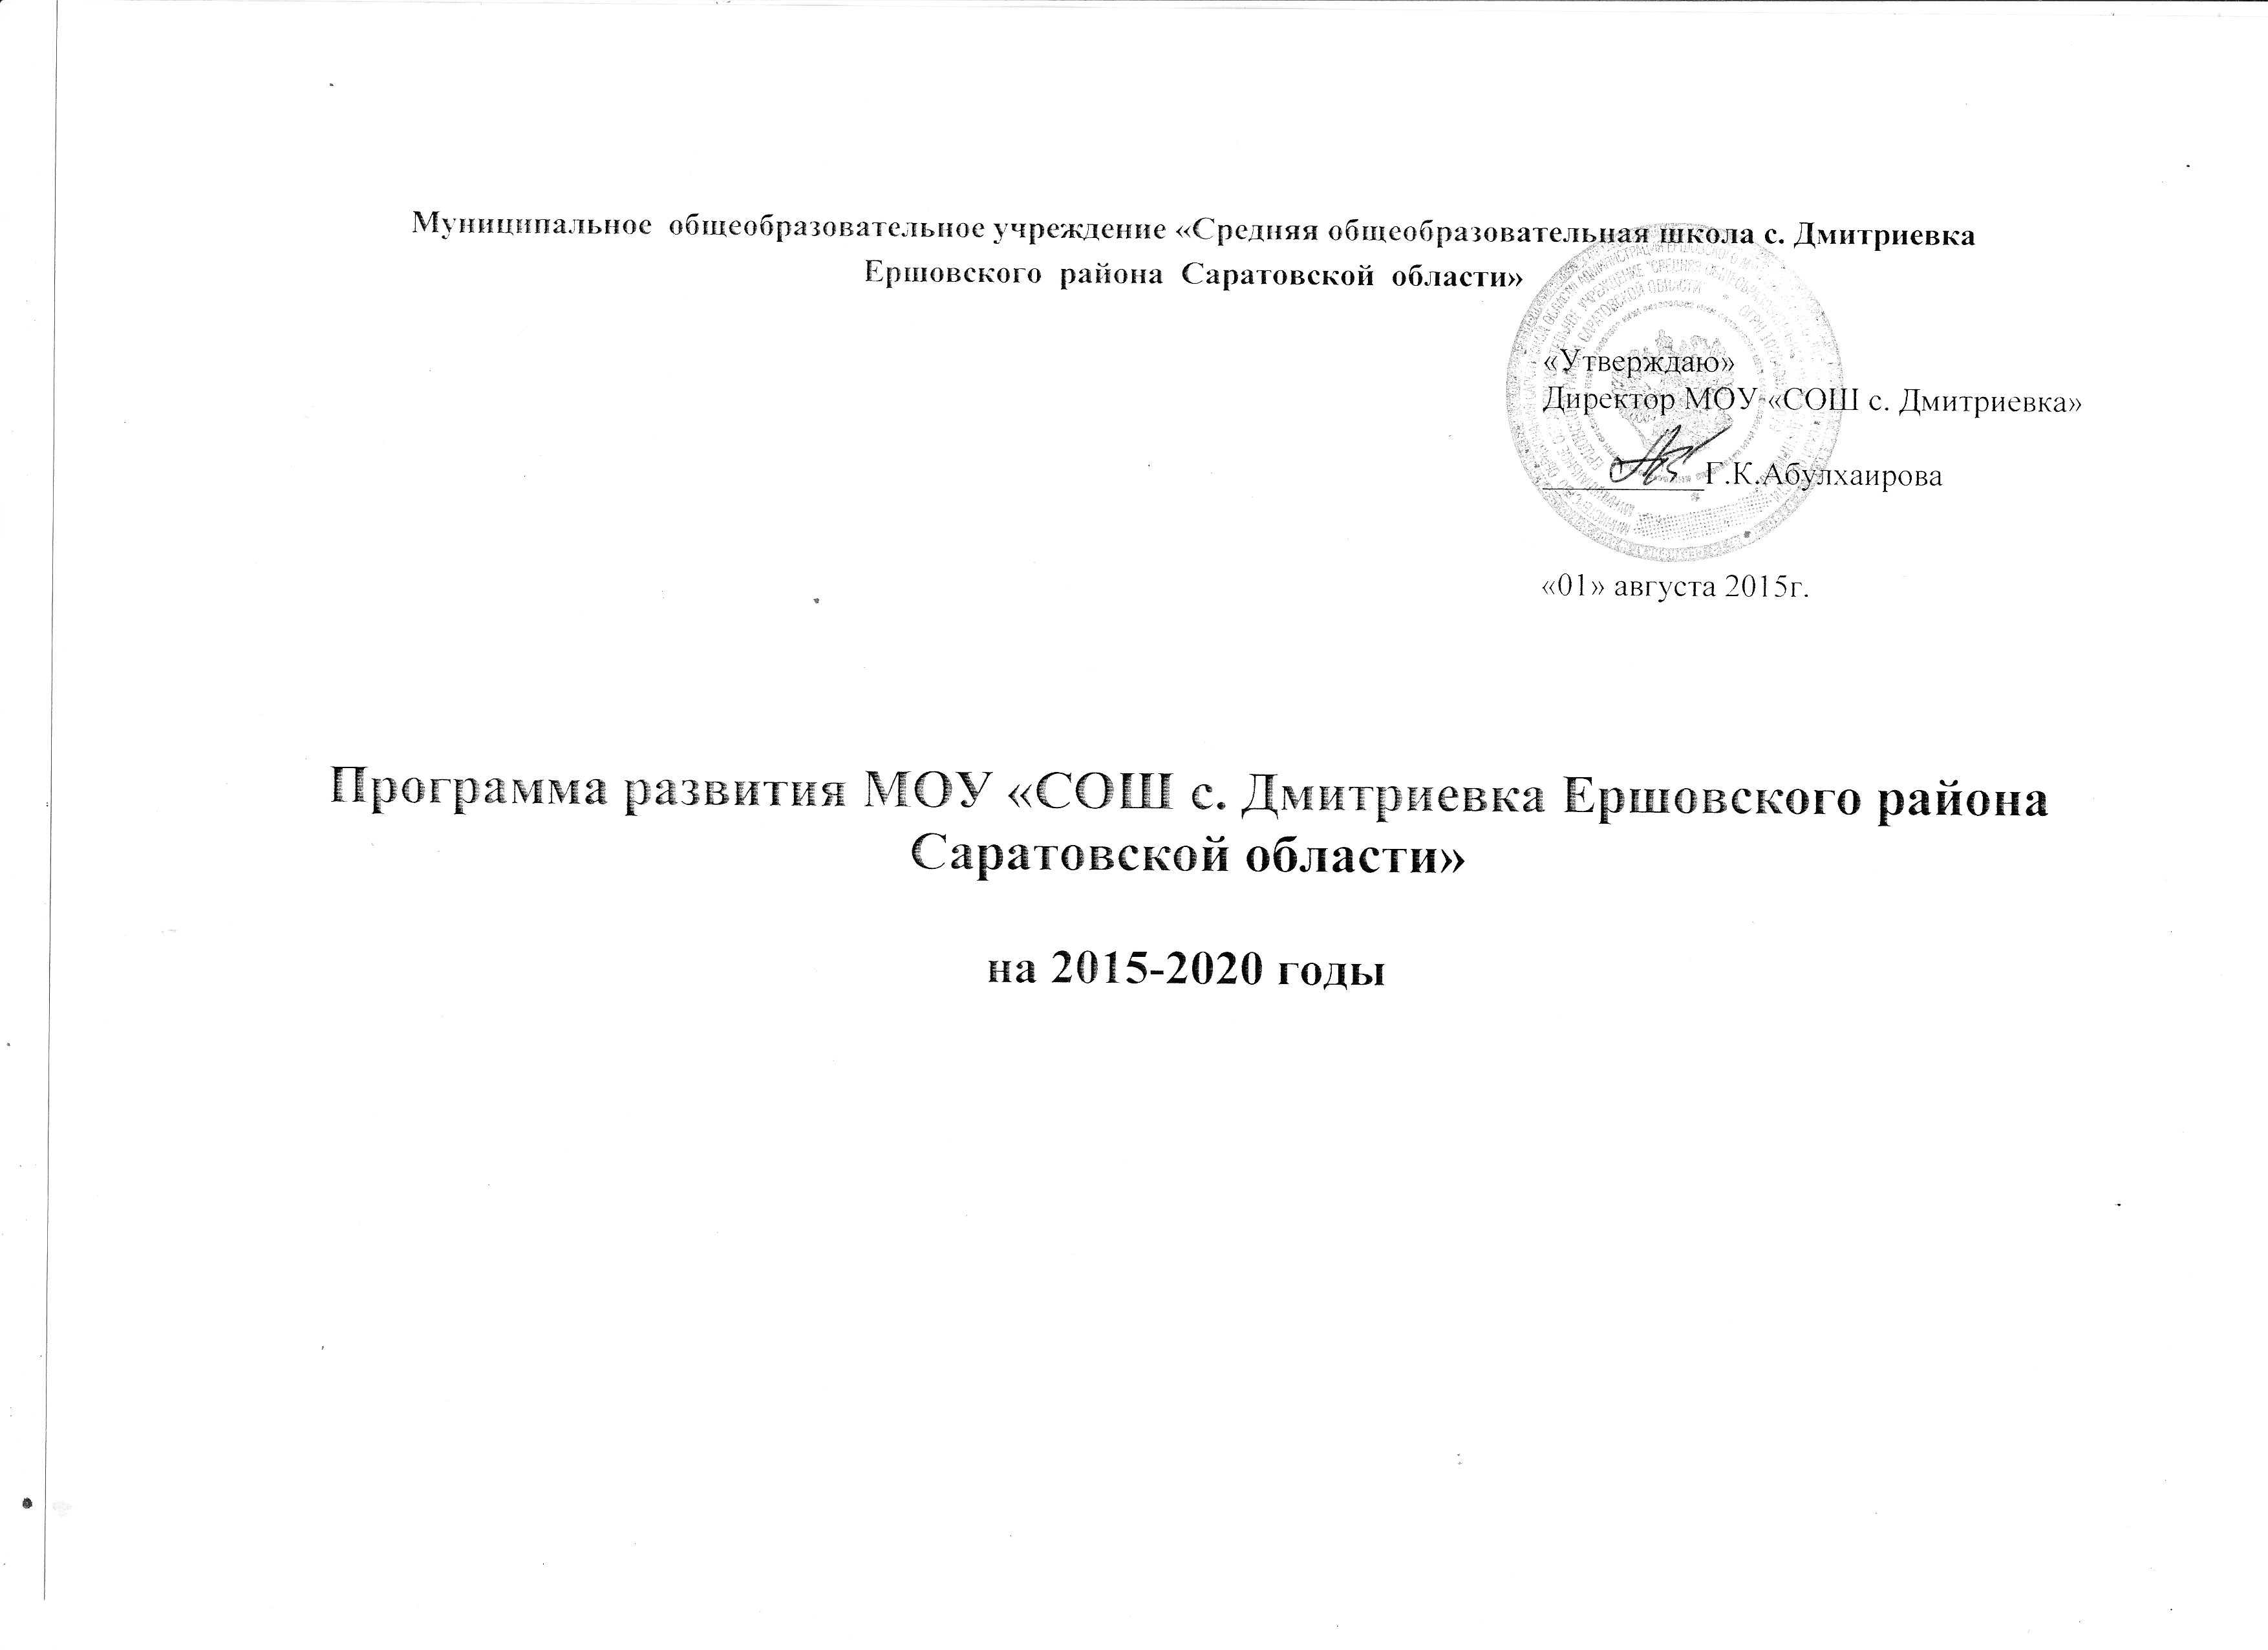 Муниципальное общеобразовательное учреждение «Средняя общеобразовательная школа с. Дмитриевка
Ершовского района Саратовской области»
«Утверждаю»
Директор МОУ «СОШ с. Дмитриевка»
Г.К.Абулхаирова
«01» августа 2015г.
Программа развития МОУ «СОШ с. Дмитриевка Ершовского района
Саратовской области»
на 2015-2020 годы